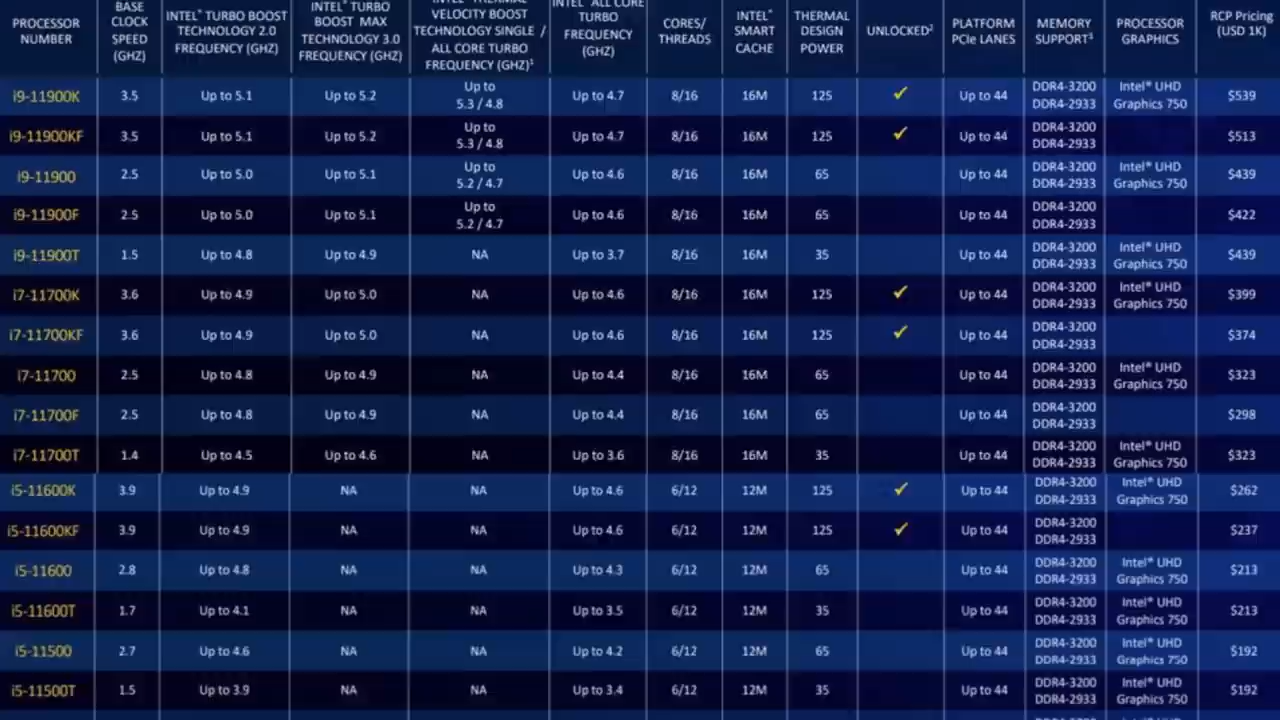 PROCESSOR NUMBER
BASE CLOCK SPEED (GHZ)
INTEL® TURBO BOOST TECHNOLOGY 2.0 FREQUENCY (GHZ)
INTEL® TURBO BOOST MAX TECHNOLOGY 3.0 FREQUENCY (GHZ)
INTEL® THERMAL VELOCITY BOOST TECHNOLOGY SINGLE / ALL CORE TURBO FREQUENCY (GHZ)¹
INTEL® ALL CORE TURBO FREQUENCY (GHZ)
CORES/ THREADS
INTEL® SMART CACHE
THERMAL DESIGN POWER
UNLOCKED²
PLATFORM PCIe LANES
MEMORY SUPPORT³
PROCESSOR GRAPHICS
RCP Pricing (USD 1K)
i9-11900K 3.5 Up to 5.1 Up to 5.2 Up to 5.3 / 4.8 Up to 4.7 8/16 16M 125 ✓ Up to 44 DDR4-3200 DDR4-2933 Intel® UHD Graphics 750 $539
i9-11900KF 3.5 Up to 5.1 Up to 5.2 Up to 5.3 / 4.8 Up to 4.7 8/16 16M 125 ✓ Up to 44 DDR4-3200 DDR4-2933 $513
i9-11900 2.5 Up to 5.0 Up to 5.1 Up to 5.2 / 4.7 Up to 4.6 8/16 16M 65 Up to 44 DDR4-3200 DDR4-2933 Intel® UHD Graphics 750 $439
i9-11900F 2.5 Up to 5.0 Up to 5.1 Up to 5.2 / 4.7 Up to 4.6 8/16 16M 65 Up to 44 DDR4-3200 DDR4-2933 $422
i9-11900T 1.5 Up to 4.8 Up to 4.9 NA Up to 3.7 8/16 16M 35 Up to 44 DDR4-3200 DDR4-2933 Intel® UHD Graphics 750 $439
i7-11700K 3.6 Up to 4.9 Up to 5.0 NA Up to 4.6 8/16 16M 125 ✓ Up to 44 DDR4-3200 DDR4-2933 Intel® UHD Graphics 750 $399
i7-11700KF 3.6 Up to 4.9 Up to 5.0 NA Up to 4.6 8/16 16M 125 ✓ Up to 44 DDR4-3200 DDR4-2933 $374
i7-11700 2.5 Up to 4.8 Up to 4.9 NA Up to 4.4 8/16 16M 65 Up to 44 DDR4-3200 DDR4-2933 Intel® UHD Graphics 750 $323
i7-11700F 2.5 Up to 4.8 Up to 4.9 NA Up to 4.4 8/16 16M 65 Up to 44 DDR4-3200 DDR4-2933 $298
i7-11700T 1.4 Up to 4.5 Up to 4.6 NA Up to 3.6 8/16 16M 35 Up to 44 DDR4-3200 DDR4-2933 Intel® UHD Graphics 750 $323
i5-11600K 3.9 Up to 4.9 NA NA Up to 4.6 6/12 12M 125 ✓ Up to 44 DDR4-3200 DDR4-2933 Intel® UHD Graphics 750 $262
i5-11600KF 3.9 Up to 4.9 NA NA Up to 4.6 6/12 12M 125 ✓ Up to 44 DDR4-3200 DDR4-2933 $237
i5-11600 2.8 Up to 4.8 NA NA Up to 4.3 6/12 12M 65 Up to 44 DDR4-3200 DDR4-2933 Intel® UHD Graphics 750 $213
i5-11600T 1.7 Up to 4.1 NA NA Up to 3.5 6/12 12M 35 Up to 44 DDR4-3200 DDR4-2933 Intel® UHD Graphics 750 $213
i5-11500 2.7 Up to 4.6 NA NA Up to 4.2 6/12 12M 65 Up to 44 DDR4-3200 DDR4-2933 Intel® UHD Graphics 750 $192
i5-11500T 1.5 Up to 3.9 NA NA Up to 3.4 6/12 12M 35 Up to 44 DDR4-3200 DDR4-2933 Intel® UHD Graphics 750 $192